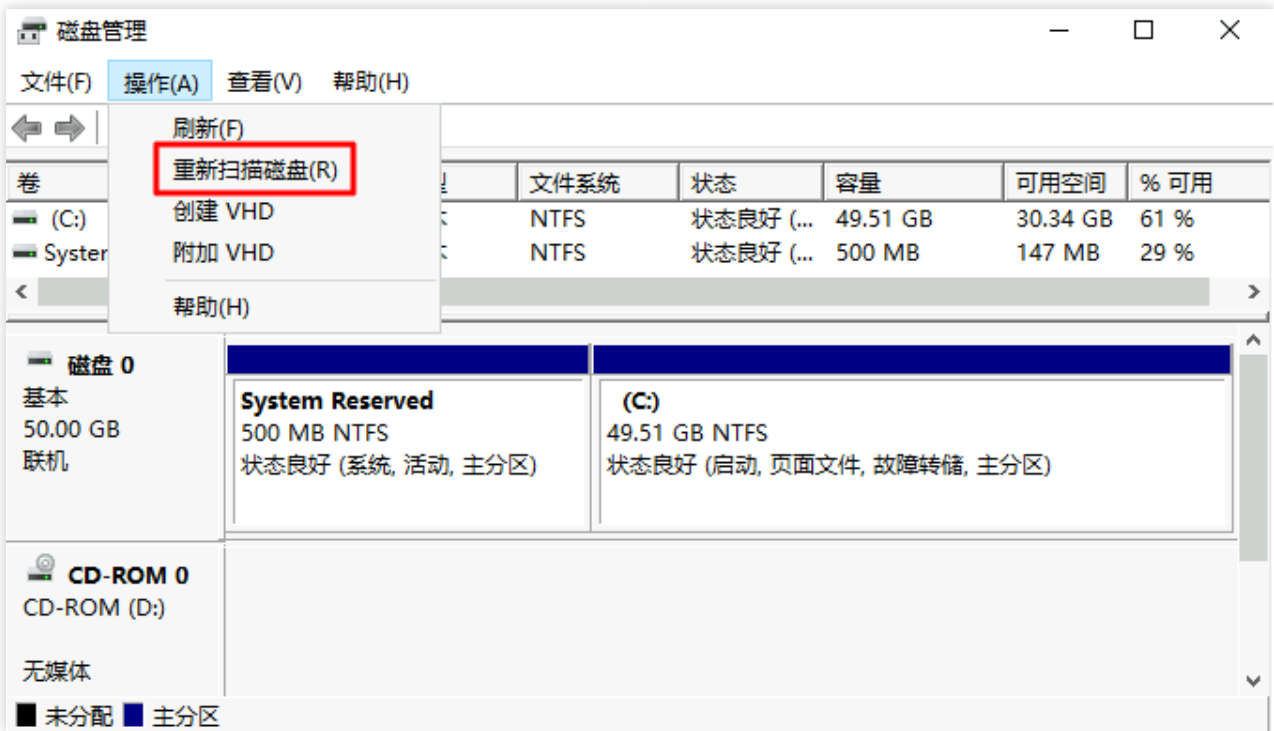 磁盘管理
文件(F) 操作(A) 查看(V) 帮助(H)
刷新(F)
重新扫描磁盘(R)
创建 VHD
附加 VHD
帮助(H)
卷 文件系统 状态 容量 可用空间 % 可用
(C:) NTFS 状态良好 (... 49.51 GB 30.34 GB 61 %
System NTFS 状态良好 (... 500 MB 147 MB 29 %
磁盘 0
基本
50.00 GB
联机
System Reserved
500 MB NTFS
状态良好 (系统, 活动, 主分区)
(C:)
49.51 GB NTFS
状态良好 (启动, 页面文件, 故障转储, 主分区)
CD-ROM 0
CD-ROM (D:)
无媒体
未分配 主分区